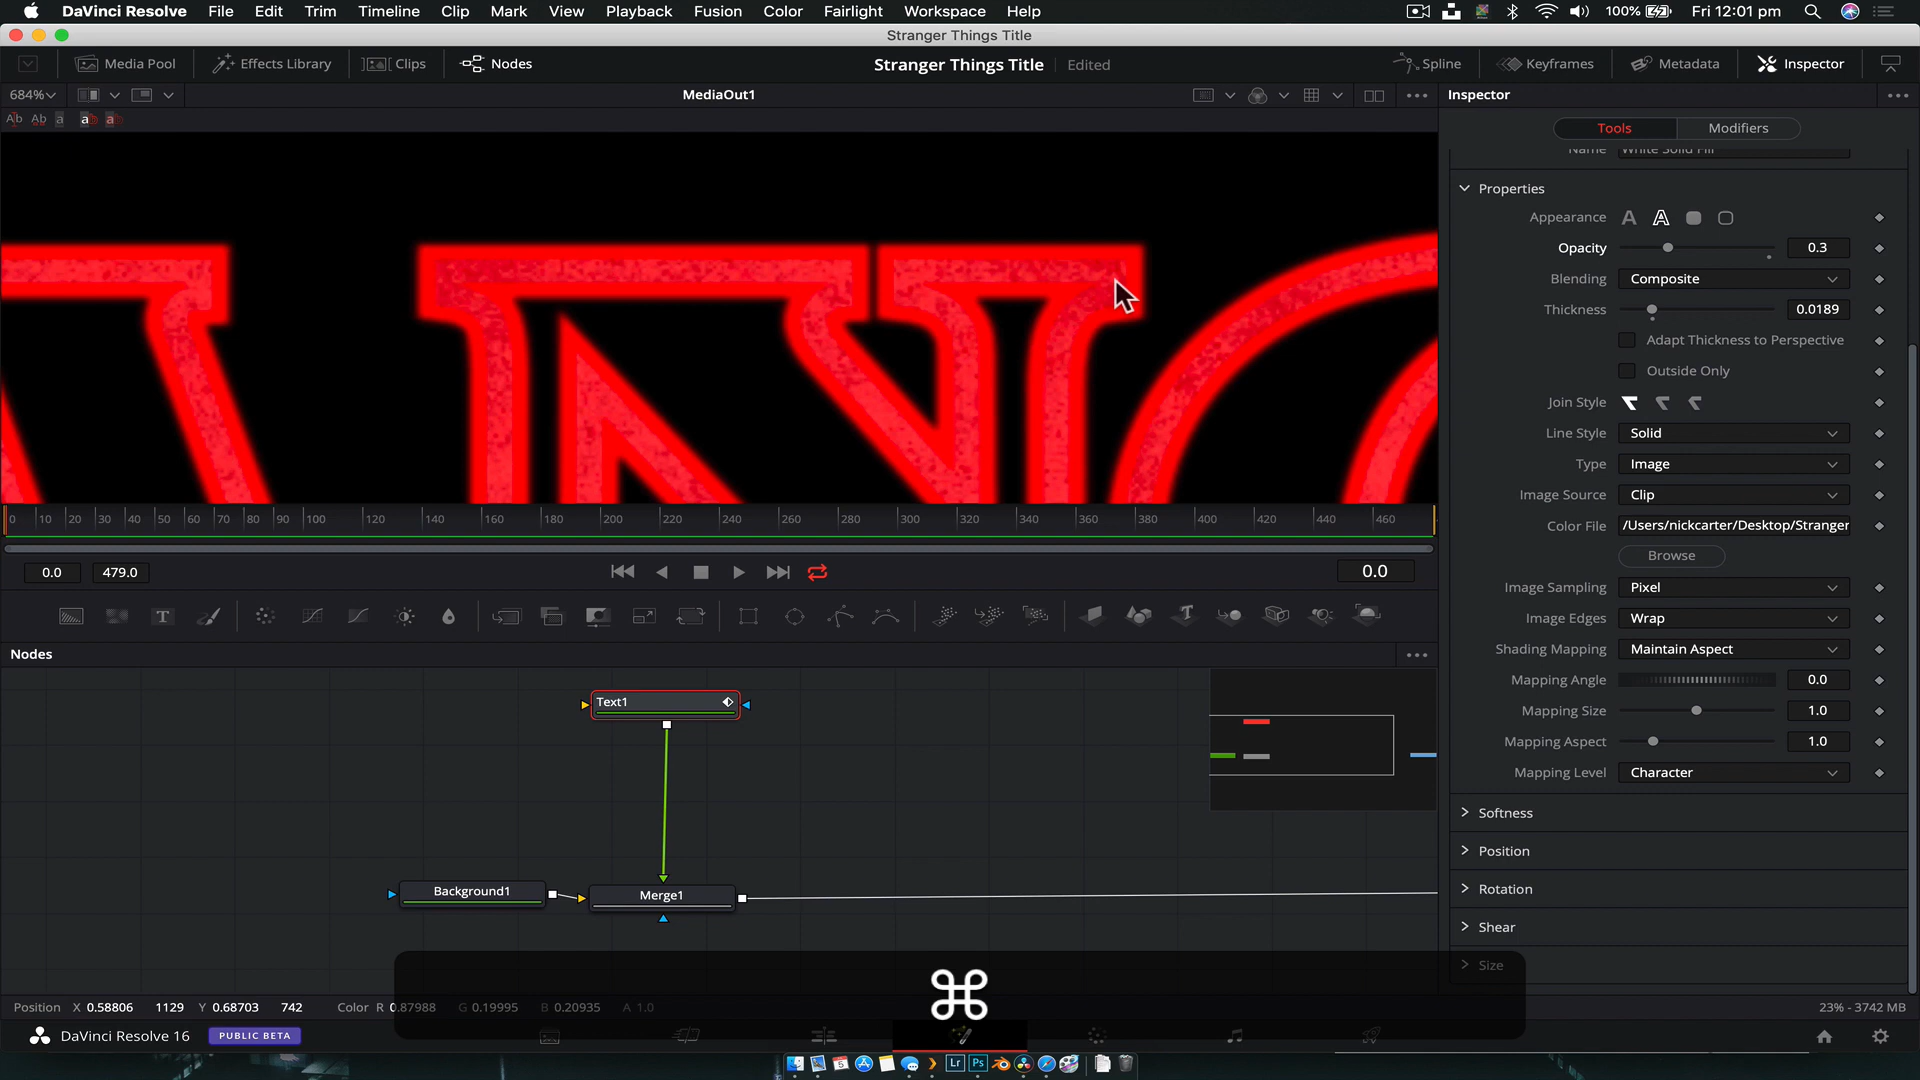 DaVinci Resolve File Edit Trim Timeline Clip Mark View Playback Fusion Color Fairlight Workspace Help 100% Fri 12:01 pm
Stranger Things Title
Media Pool Effects Library Clips Nodes Stranger Things Title Edited Spline Keyframes Metadata Inspector
684% MediaOut1 Inspector
Tools Modifiers
Name White Solid Fill
Properties
Appearance
Opacity 0.3
Blending Composite
Thickness 0.0189
Adapt Thickness to Perspective
Outside Only
Join Style
Line Style Solid
Type Image
Image Source Clip
Color File /Users/nickcarter/Desktop/Stranger
Browse
Image Sampling Pixel
Image Edges Wrap
Shading Mapping Maintain Aspect
Mapping Angle 0.0
Mapping Size 1.0
Mapping Aspect 1.0
Mapping Level Character
Softness
Position
Rotation
Shear
Size
0 10 20 30 40 50 60 70 80 90 100 120 140 160 180 200 220 240 260 280 300 320 340 360 380 400 420 440 460
0.0 479.0 0.0
Nodes
Text1
Background1 Merge1
⌘
Position X 0.58806 1129 Y 0.68703 742 Color R 0.87988 G 0.19995 B 0.20935 A 1.0 23% - 3742 MB
DaVinci Resolve 16 PUBLIC BETA
Lr Ps